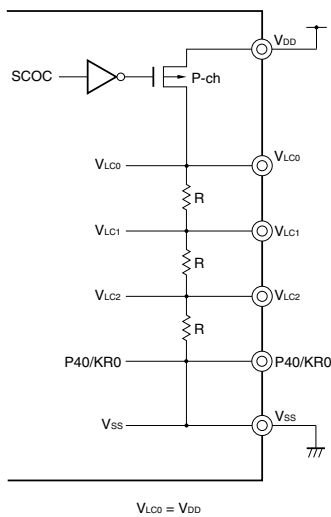 VDD
SCOC
P-ch
VLC0
VLC0
R
VLC1
VLC1
R
VLC2
VLC2
R
P40/KR0
P40/KR0
VSS
VSS
VLC0 = VDD